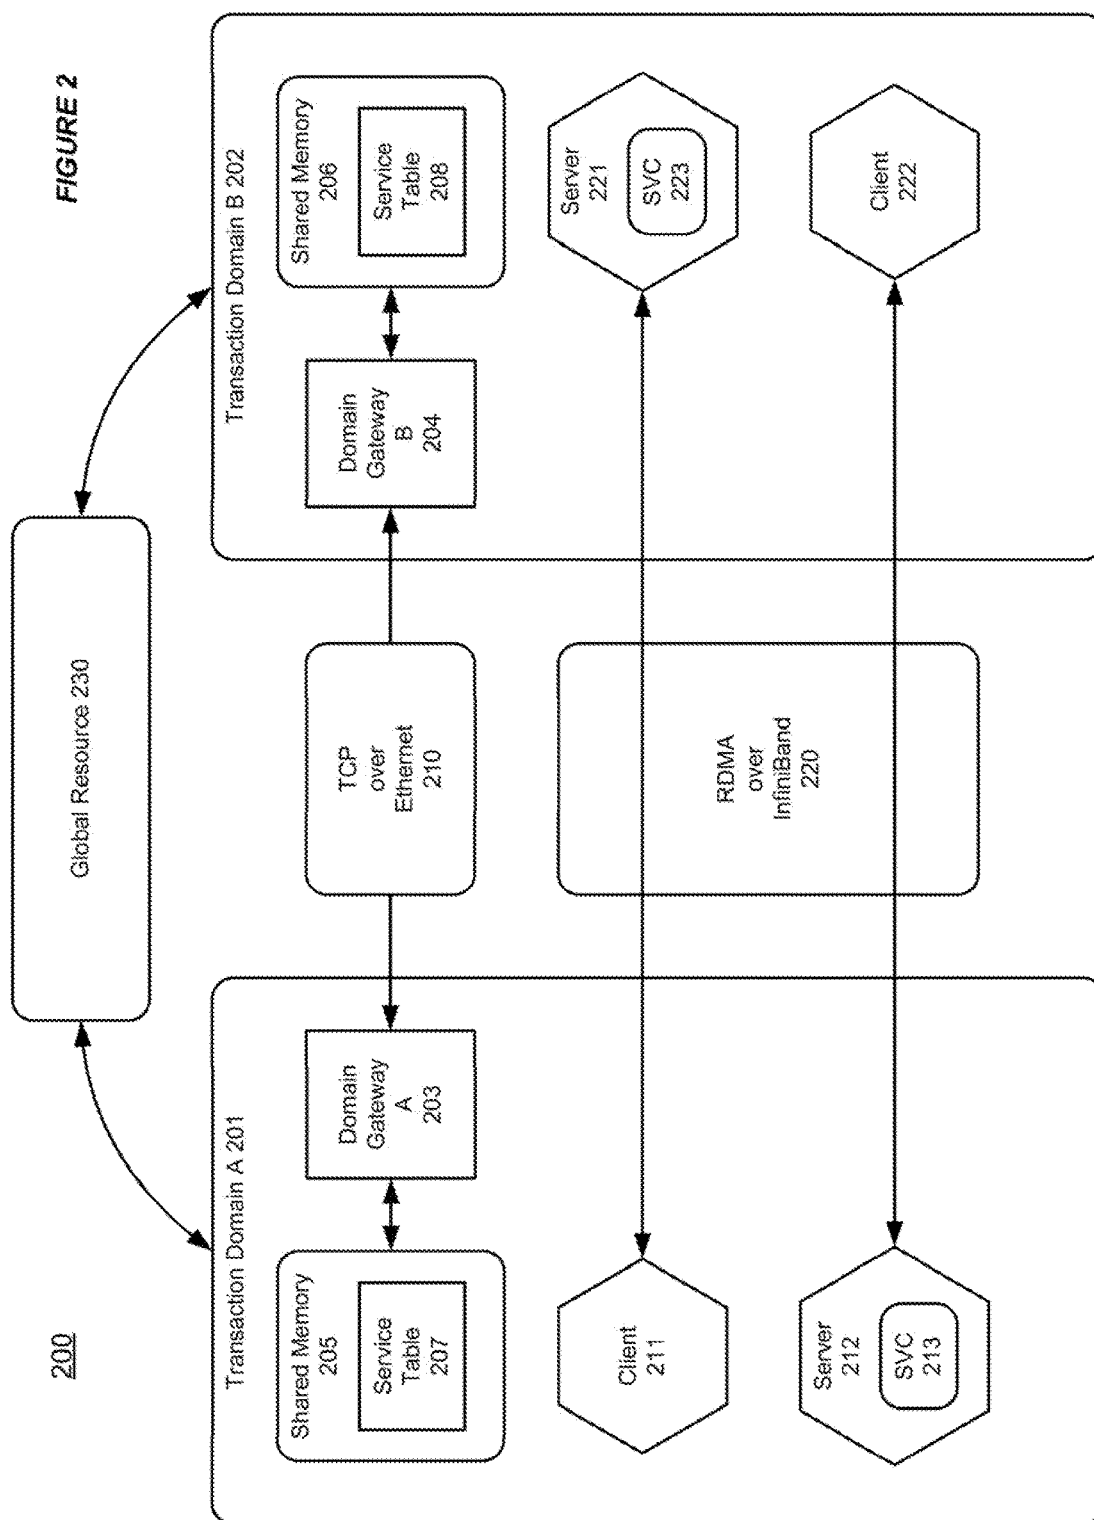 200
FIGURE 2
Global Resource 230
Transaction Domain A 201
Shared Memory
205
Service
Table
207
Domain
Gateway
A
203
TCP
over
Ethernet
210
Transaction Domain B 202
Domain
Gateway
B
204
Shared Memory
206
Service
Table
208
Client
211
RDMA
over
InfiniBand
220
Server
221
SVC
223
Server
212
SVC
213
Client
222